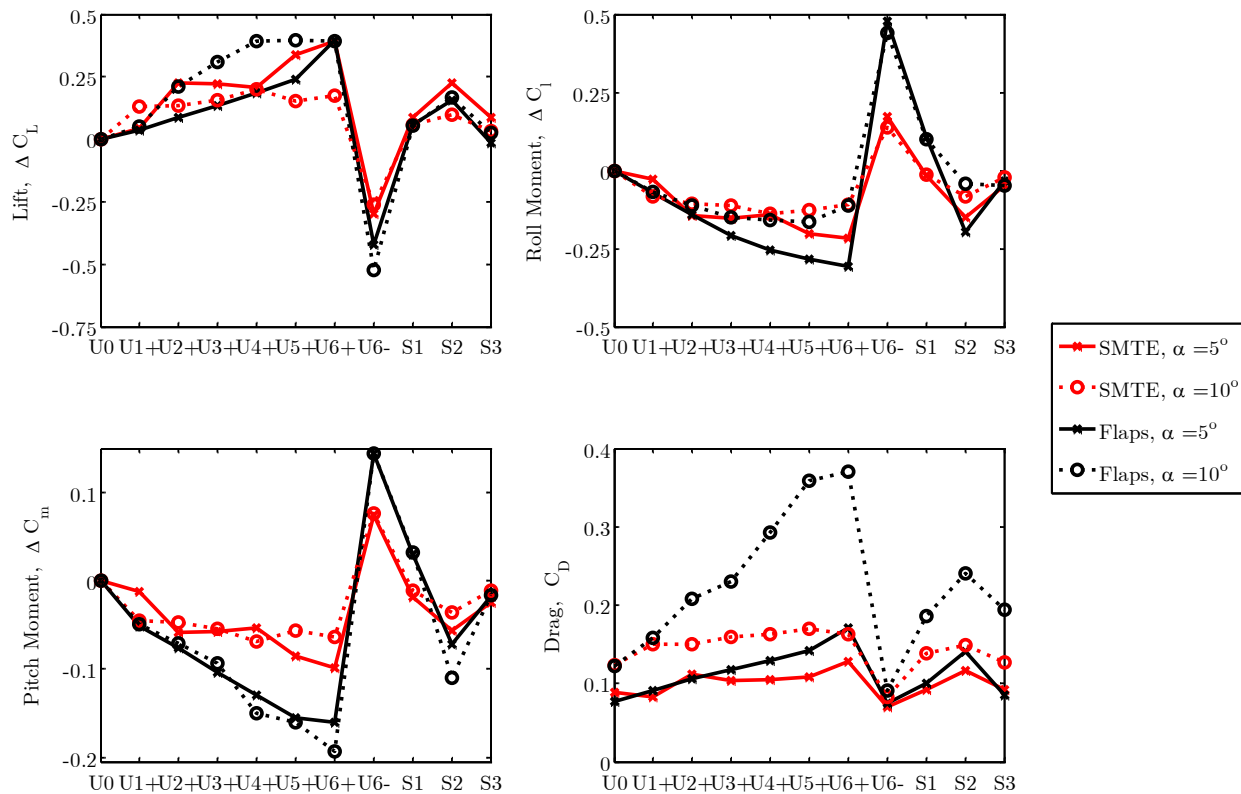 0.5
0.25
0
-0.25
-0.5
-0.75
Lift, Δ C_L
U0 U1+ U2+ U3+ U4+ U5+ U6+ U6- S1 S2 S3
0.5
0.25
0
-0.25
-0.5
Roll Moment, Δ C_l
U0 U1+ U2+ U3+ U4+ U5+ U6+ U6- S1 S2 S3
SMTE, α =5°
SMTE, α =10°
Flaps, α =5°
Flaps, α =10°
0.1
0
-0.1
-0.2
Pitch Moment, Δ C_m
U0 U1+ U2+ U3+ U4+ U5+ U6+ U6- S1 S2 S3
0.4
0.3
0.2
0.1
0
Drag, C_D
U0 U1+ U2+ U3+ U4+ U5+ U6+ U6- S1 S2 S3